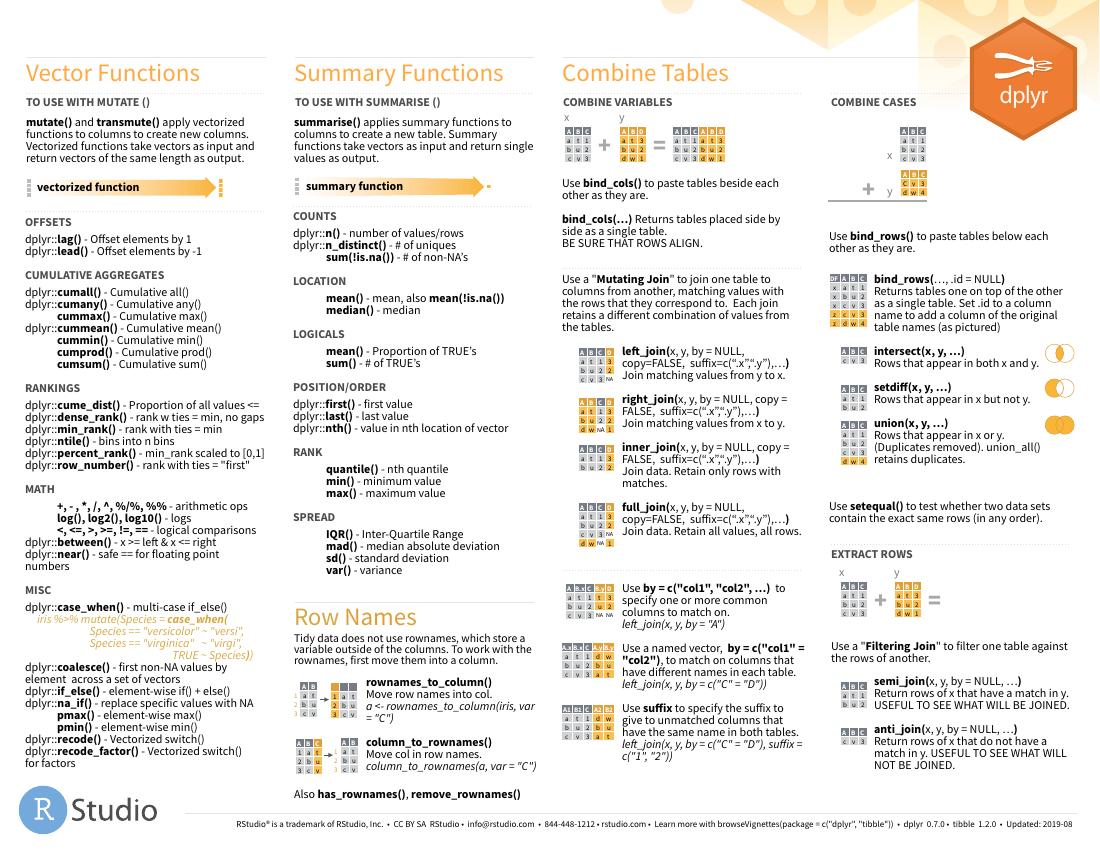 Vector Functions
TO USE WITH MUTATE ()
mutate() and transmute() apply vectorized
functions to columns to create new columns.
Vectorized functions take vectors as input and
return vectors of the same length as output.
vectorized function
OFFSETS
dplyr::lag() - Offset elements by 1
dplyr::lead() - Offset elements by -1
CUMULATIVE AGGREGATES
dplyr::cumall() - Cumulative all()
dplyr::cumany() - Cumulative any()
cummax() - Cumulative max()
dplyr::cummean() - Cumulative mean()
cummin() - Cumulative min()
cumprod() - Cumulative prod()
cumsum() - Cumulative sum()
RANKINGS
dplyr::cume_dist() - Proportion of all values <=
dplyr::dense_rank() - rank w ties = min, no gaps
dplyr::min_rank() - rank with ties = min
dplyr::ntile() - bins into n bins
dplyr::percent_rank() - min_rank scaled to [0,1]
dplyr::row_number() - rank with ties = "first"
MATH
+, - , *, /, ^, %/%, %% - arithmetic ops
log(), log2(), log10() - logs
<, <=, >, >=, !=, == - logical comparisons
dplyr::between() - x >= left & x <= right
dplyr::near() - safe == for floating point
numbers
MISC
dplyr::case_when() - multi-case if_else()
iris %>% mutate(Species = case_when(
Species == "versicolor" ~ "versi",
Species == "virginica" ~ "virgi",
TRUE ~ Species))
dplyr::coalesce() - first non-NA values by
element across a set of vectors
dplyr::if_else() - element-wise if() + else()
dplyr::na_if() - replace specific values with NA
pmax() - element-wise max()
pmin() - element-wise min()
dplyr::recode() - Vectorized switch()
dplyr::recode_factor() - Vectorized switch()
for factors
Summary Functions
TO USE WITH SUMMARISE ()
summarise() applies summary functions to
columns to create a new table. Summary
functions take vectors as input and return single
values as output.
summary function
COUNTS
dplyr::n() - number of values/rows
dplyr::n_distinct() - # of uniques
sum(!is.na()) - # of non-NA's
LOCATION
mean() - mean, also mean(!is.na())
median() - median
LOGICALS
mean() - Proportion of TRUE's
sum() - # of TRUE's
POSITION/ORDER
dplyr::first() - first value
dplyr::last() - last value
dplyr::nth() - value in nth location of vector
RANK
quantile() - nth quantile
min() - minimum value
max() - maximum value
SPREAD
IQR() - Inter-Quartile Range
mad() - median absolute deviation
sd() - standard deviation
var() - variance
Row Names
Tidy data does not use rownames, which store a
variable outside of the columns. To work with the
rownames, first move them into a column.
rownames_to_column()
Move row names into col.
a <- rownames_to_column(iris, var
= "C")
column_to_rownames()
Move col in row names.
column_to_rownames(a, var = "C")
Also has_rownames(), remove_rownames()
Combine Tables
COMBINE VARIABLES
x y
A B C A B D A B C A B D
a t 1 + a t 3 = a t 1 a t 3
b u 2 b u 2 b u 2 b u 2
c v 3 d w 1 c v 3 d w 1
Use bind_cols() to paste tables beside each
other as they are.
bind_cols(…) Returns tables placed side by
side as a single table.
BE SURE THAT ROWS ALIGN.
Use a "Mutating Join" to join one table to
columns from another, matching values with
the rows that they correspond to. Each join
retains a different combination of values from
the tables.
left_join(x, y, by = NULL,
copy=FALSE, suffix=c(".x",".y"),…)
Join matching values from y to x.
right_join(x, y, by = NULL, copy =
FALSE, suffix=c(".x",".y"),…)
Join matching values from x to y.
inner_join(x, y, by = NULL, copy =
FALSE, suffix=c(".x",".y"),…)
Join data. Retain only rows with
matches.
full_join(x, y, by = NULL,
copy=FALSE, suffix=c(".x",".y"),…)
Join data. Retain all values, all rows.
Use by = c("col1", "col2", …) to
specify one or more common
columns to match on.
left_join(x, y, by = "A")
Use a named vector, by = c("col1" =
"col2"), to match on columns that
have different names in each table.
left_join(x, y, by = c("C" = "D"))
Use suffix to specify the suffix to
give to unmatched columns that
have the same name in both tables.
left_join(x, y, by = c("C" = "D"), suffix =
c("1", "2"))
dplyr
COMBINE CASES
A B C
a t 1
b u 2
x c v 3
A B C
C v 3
+ y d w 4
Use bind_rows() to paste tables below each
other as they are.
bind_rows(…, .id = NULL)
Returns tables one on top of the other
as a single table. Set .id to a column
name to add a column of the original
table names (as pictured)
intersect(x, y, …)
Rows that appear in both x and y.
setdiff(x, y, …)
Rows that appear in x but not y.
union(x, y, …)
Rows that appear in x or y.
(Duplicates removed). union_all()
retains duplicates.
Use setequal() to test whether two data sets
contain the exact same rows (in any order).
EXTRACT ROWS
x y
A B C A B D
a t 1 + a t 3 =
b u 2 b u 2
c v 3 d w 1
Use a "Filtering Join" to filter one table against
the rows of another.
semi_join(x, y, by = NULL, …)
Return rows of x that have a match in y.
USEFUL TO SEE WHAT WILL BE JOINED.
anti_join(x, y, by = NULL, …)
Return rows of x that do not have a
match in y. USEFUL TO SEE WHAT WILL
NOT BE JOINED.
R Studio
RStudio® is a trademark of RStudio, Inc. • CC BY SA RStudio • info@rstudio.com • 844-448-1212 • rstudio.com • Learn more with browseVignettes(package = c("dplyr", "tibble")) • dplyr 0.7.0 • tibble 1.2.0 • Updated: 2019-08